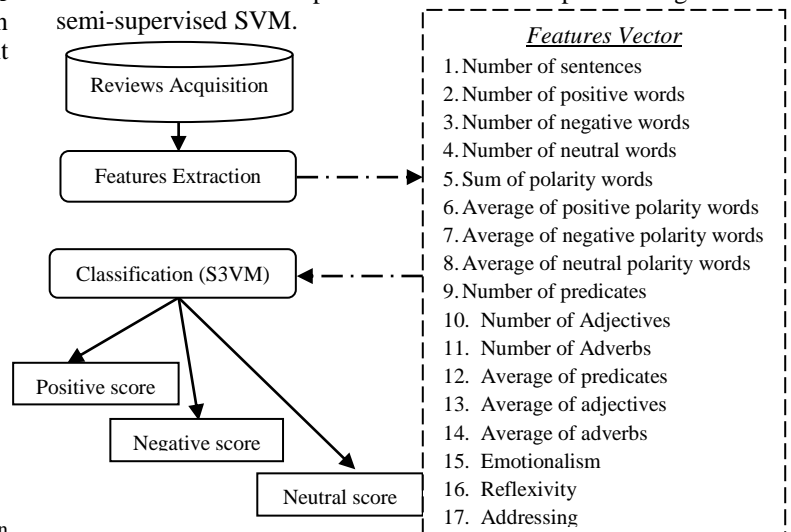 semi-supervised SVM.
Reviews Acquisition
Features Extraction
Classification (S3VM)
Positive score
Negative score
Neutral score
Features Vector
1. Number of sentences
2. Number of positive words
3. Number of negative words
4. Number of neutral words
5. Sum of polarity words
6. Average of positive polarity words
7. Average of negative polarity words
8. Average of neutral polarity words
9. Number of predicates
10. Number of Adjectives
11. Number of Adverbs
12. Average of predicates
13. Average of adjectives
14. Average of adverbs
15. Emotionalism
16. Reflexivity
17. Addressing